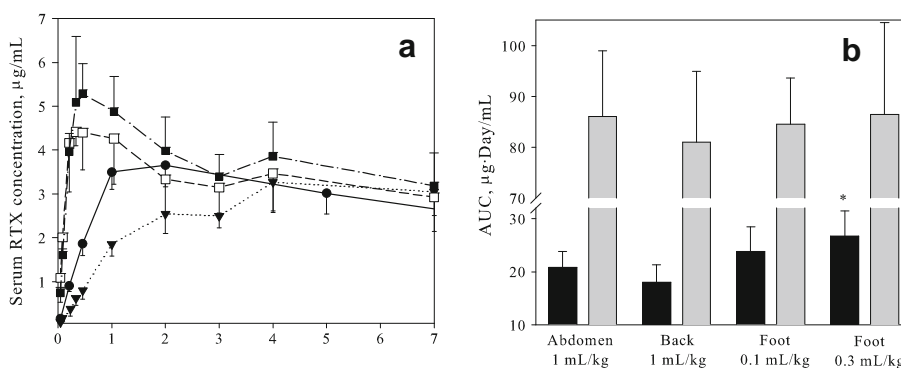 a
Serum RTX concentration, µg/mL
7
6
5
4
3
2
1
0 1 2 3 4 5 6 7
b
AUC, µg·Day/mL
100
90
80
70
30
20
10
*
Abdomen Back Foot Foot
1 mL/kg 1 mL/kg 0.1 mL/kg 0.3 mL/kg